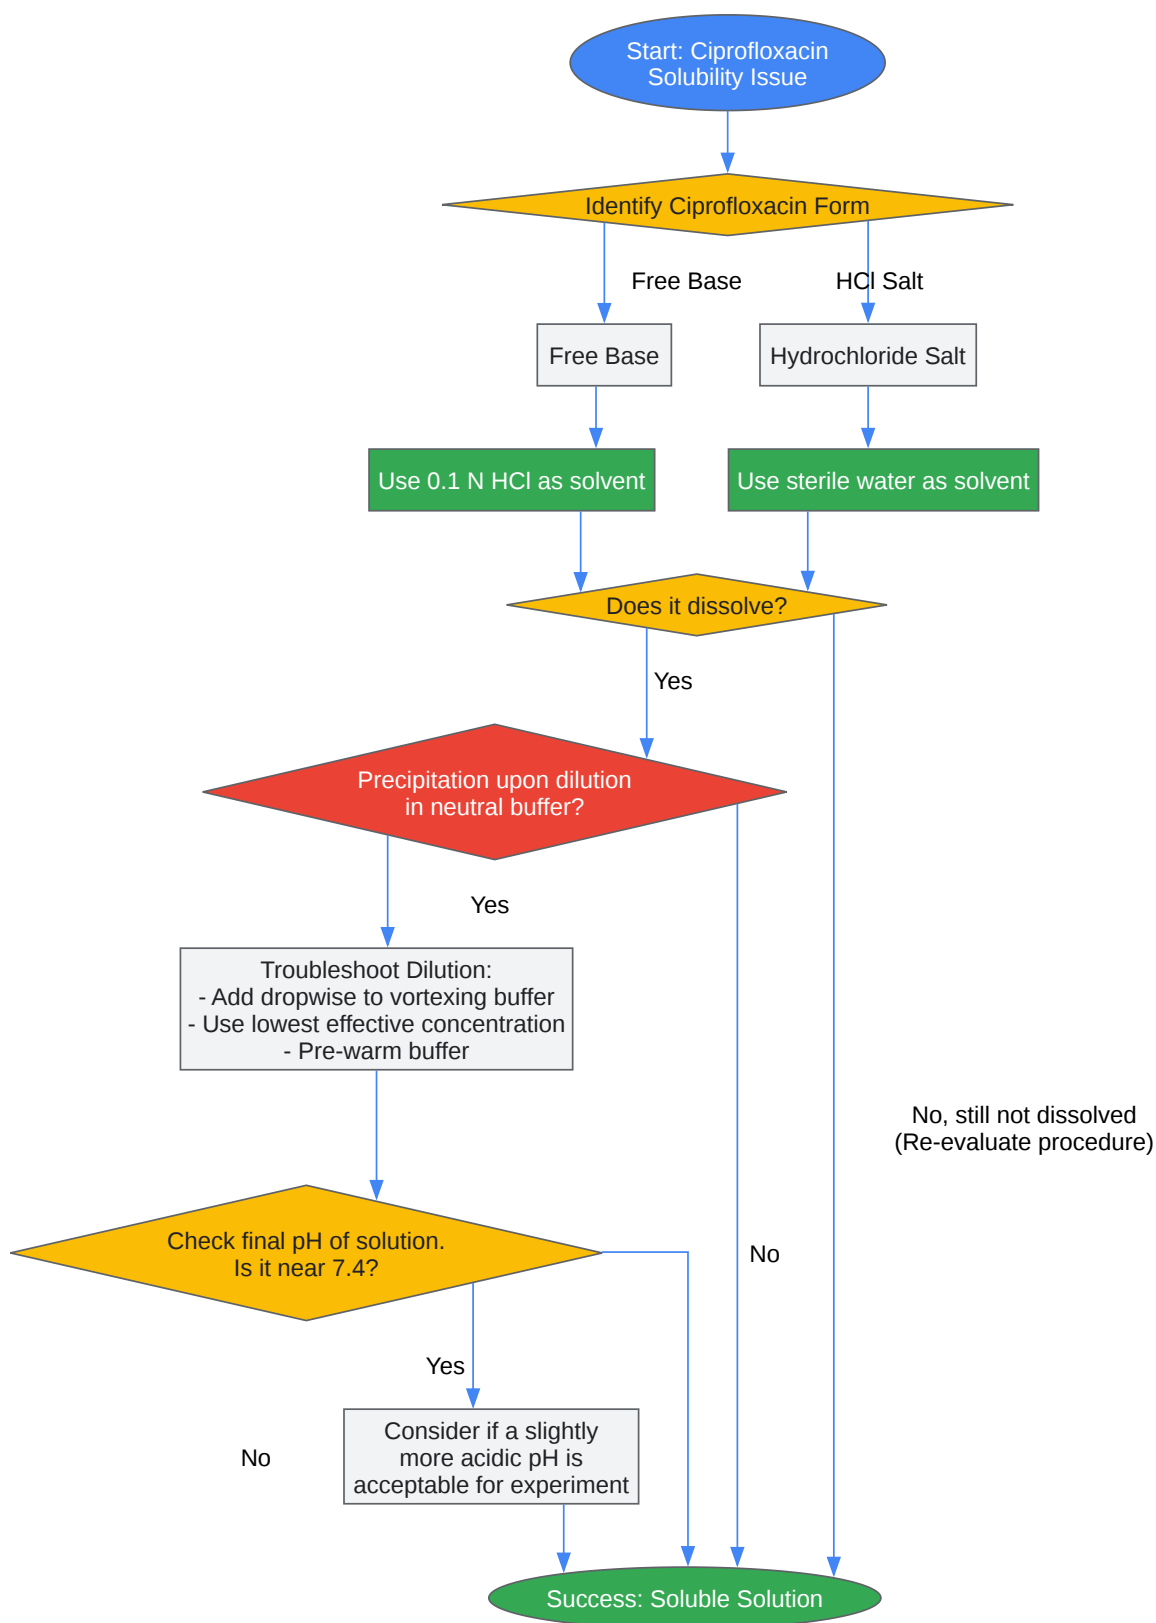 Start: Ciprofloxacin
Solubility Issue
Identify Ciprofloxacin Form
Free Base
HCl Salt
Free Base
Hydrochloride Salt
Use 0.1 N HCl as solvent
Use sterile water as solvent
Does it dissolve?
Yes
Precipitation upon dilution
in neutral buffer?
Yes
Troubleshoot Dilution:
- Add dropwise to vortexing buffer
- Use lowest effective concentration
- Pre-warm buffer
No, still not dissolved
(Re-evaluate procedure)
Check final pH of solution.
Is it near 7.4?
No
Yes
Consider if a slightly
more acidic pH is
acceptable for experiment
No
Success: Soluble Solution